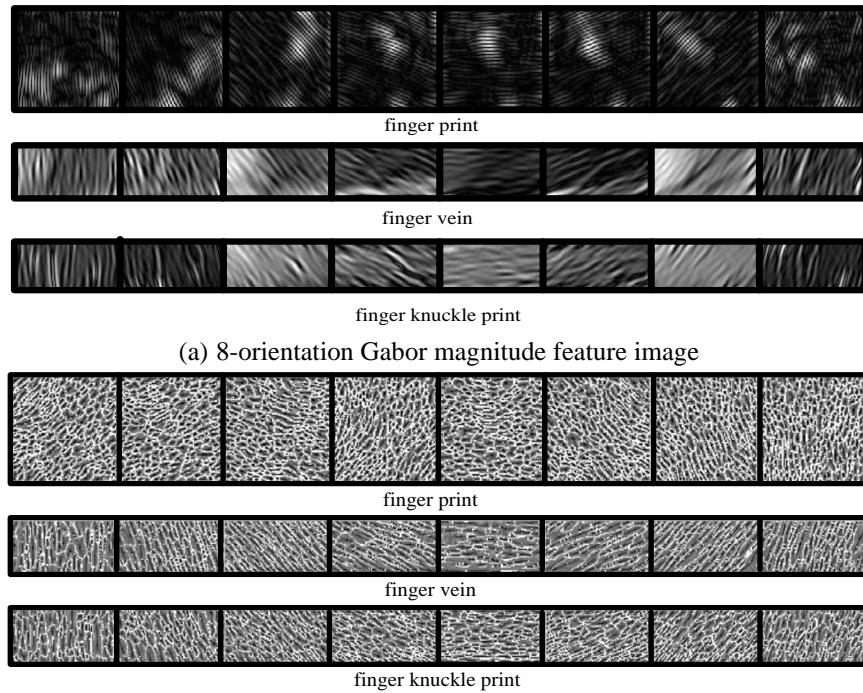 finger print
finger vein
finger knuckle print
(a) 8-orientation Gabor magnitude feature image
finger print
finger vein
finger knuckle print